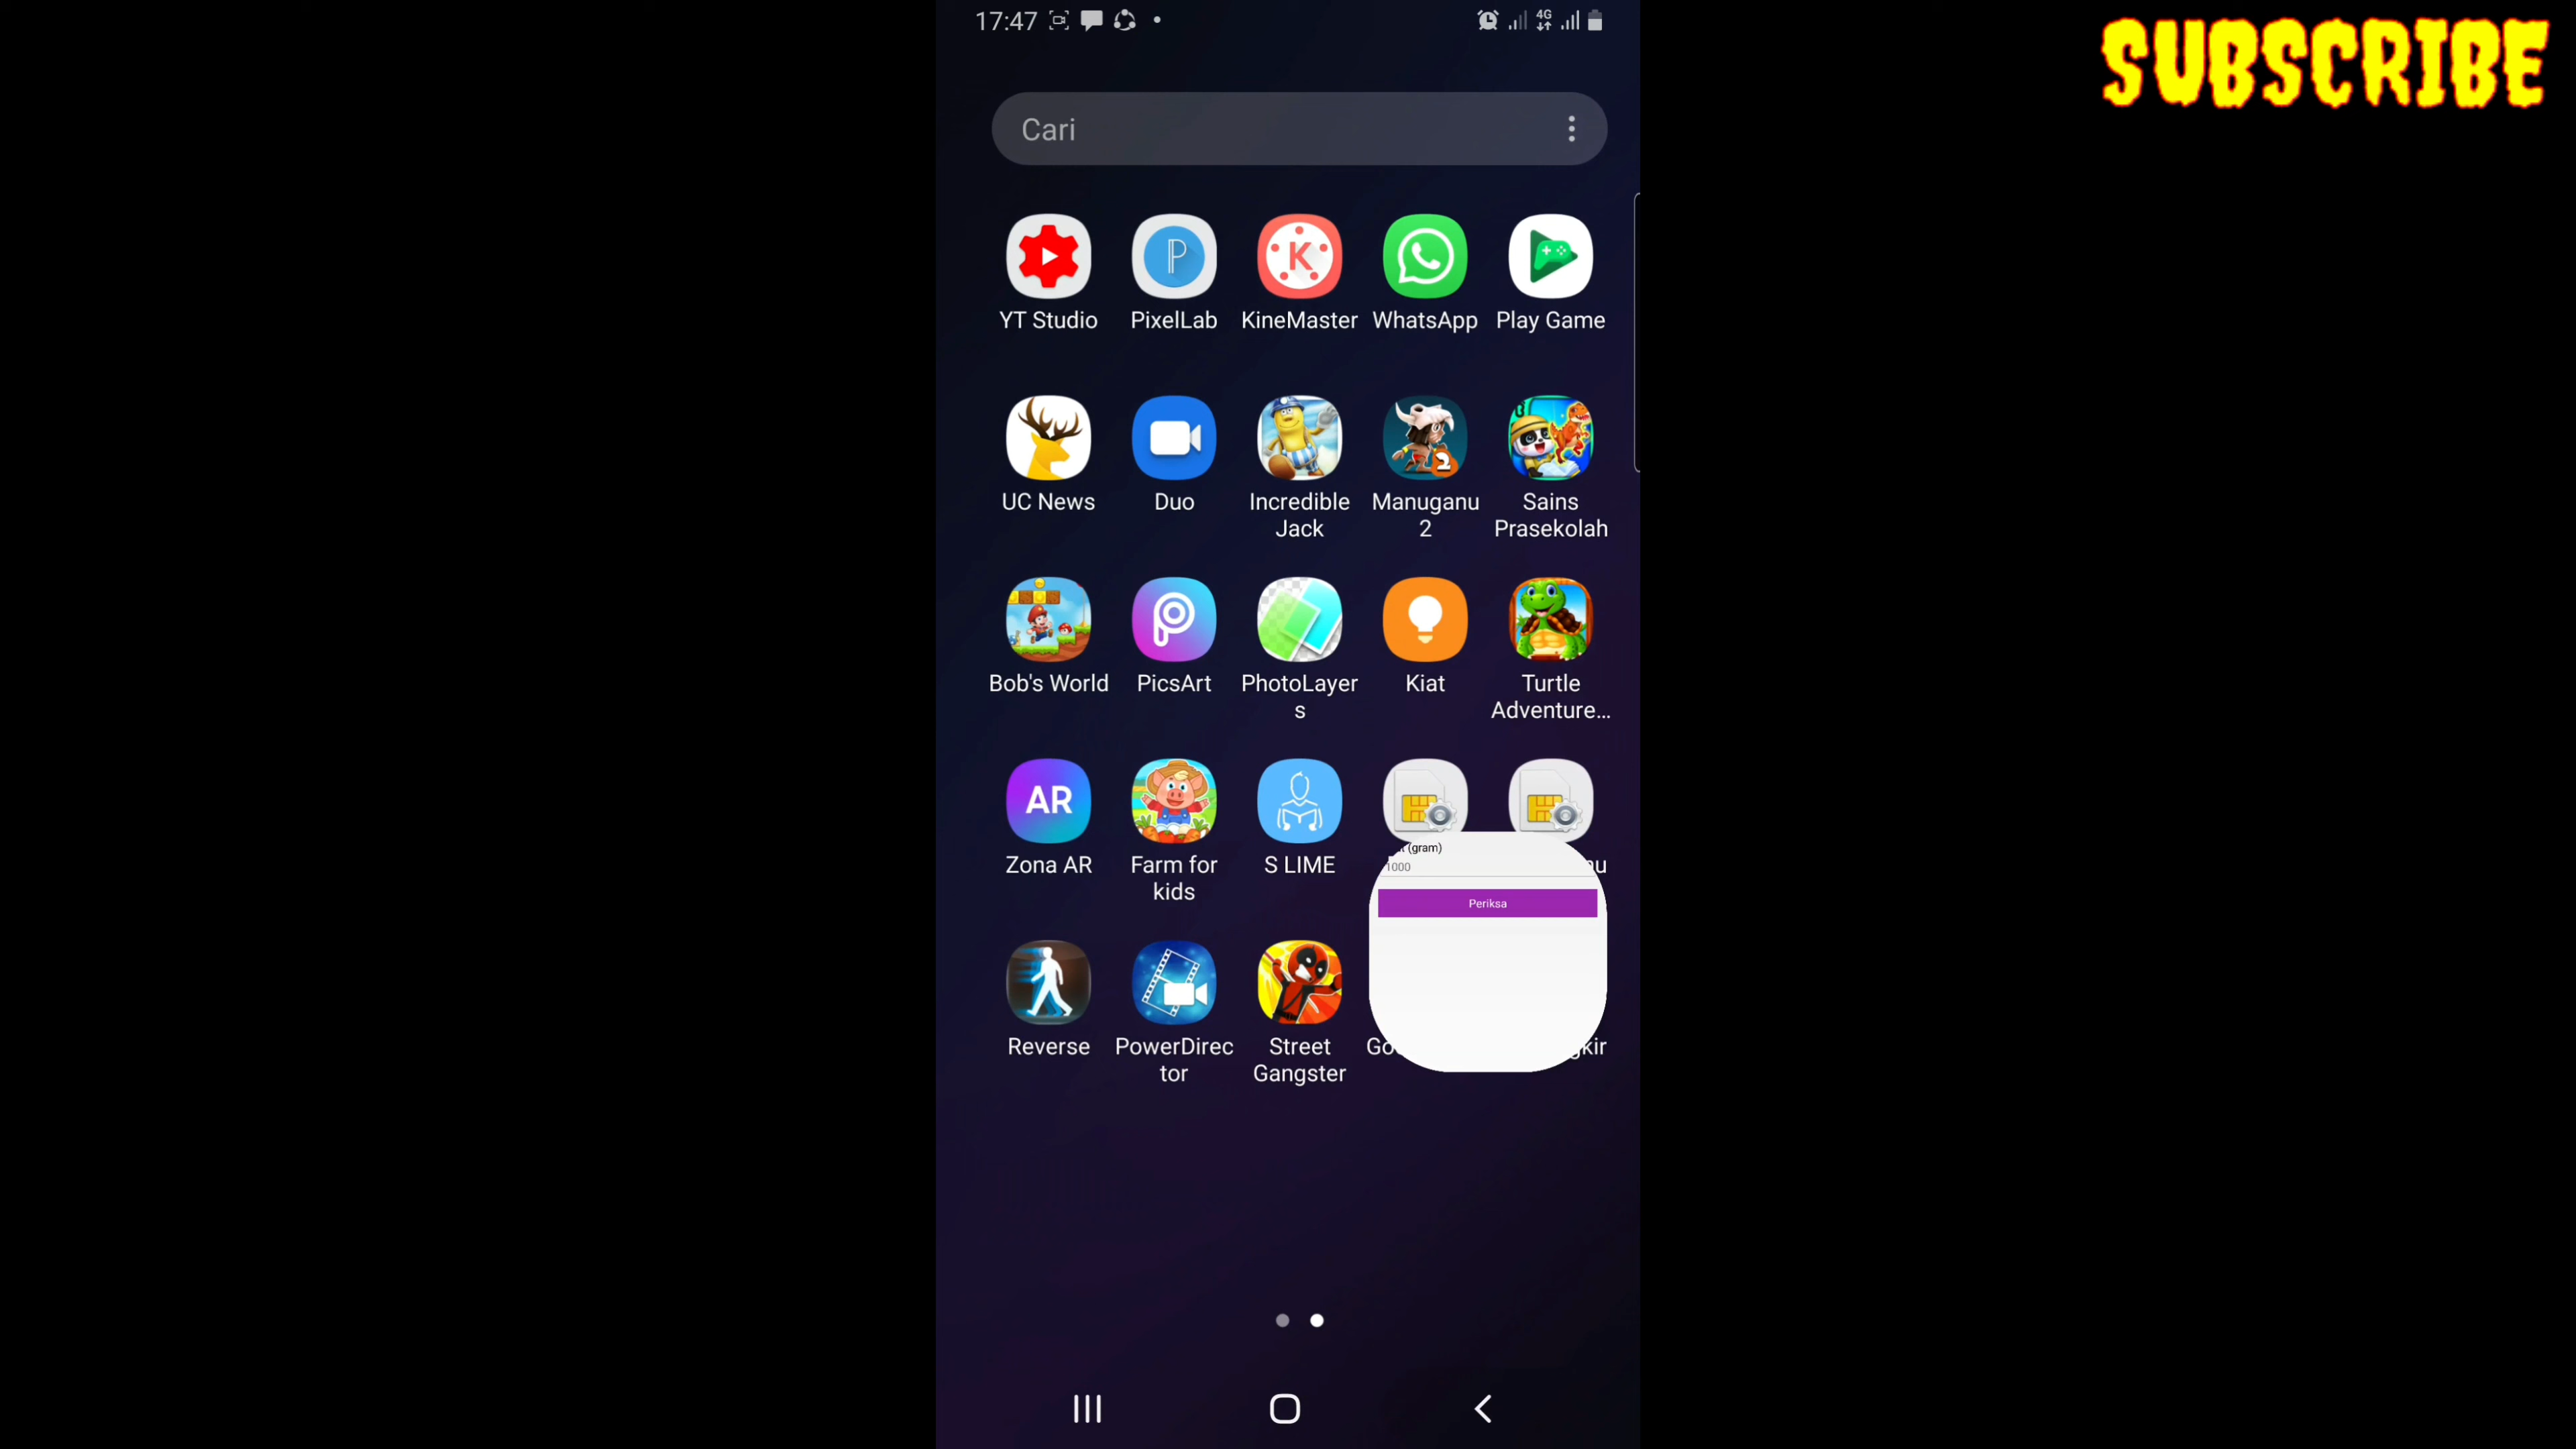 17:47
4G
SUBSCRIBE
Cari
YT Studio
PixelLab
KineMaster
WhatsApp
Play Game
UC News
Duo
Incredible
Jack
Manuganu
2
Sains
Prasekolah
Bob's World
PicsArt
PhotoLayer
s
Kiat
Turtle
Adventure...
AR
Zona AR
Farm for
kids
S LIME
(gram)
1000
Periksa
Reverse
PowerDirec
tor
Street
Gangster